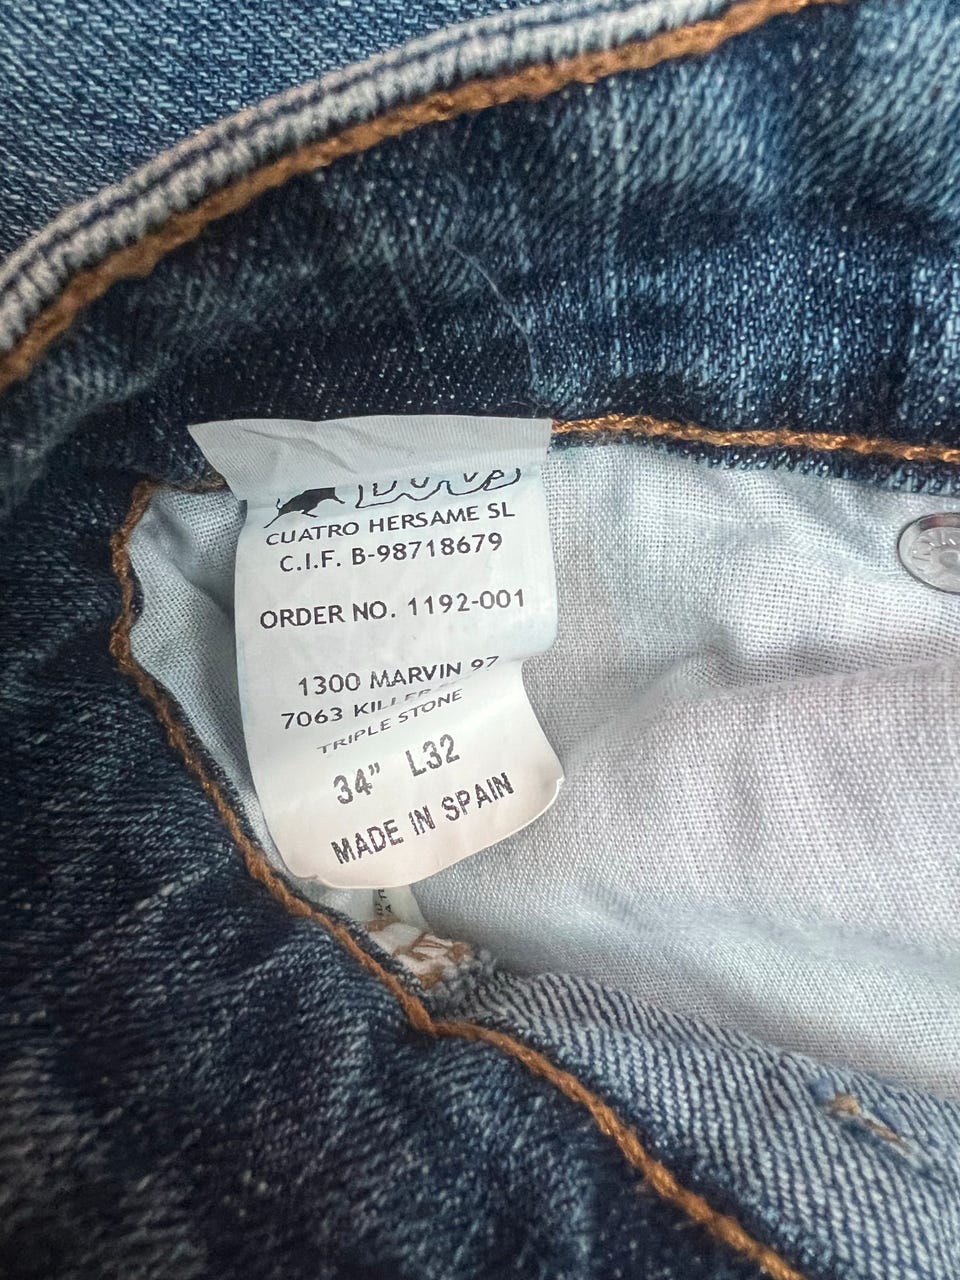 CUATRO HERSAME SL
C.I.F. B-98718679
ORDER NO. 1192-001
1300 MARVIN 97
7063 KILLER
TRIPLE STONE
34” L32
MADE IN SPAIN